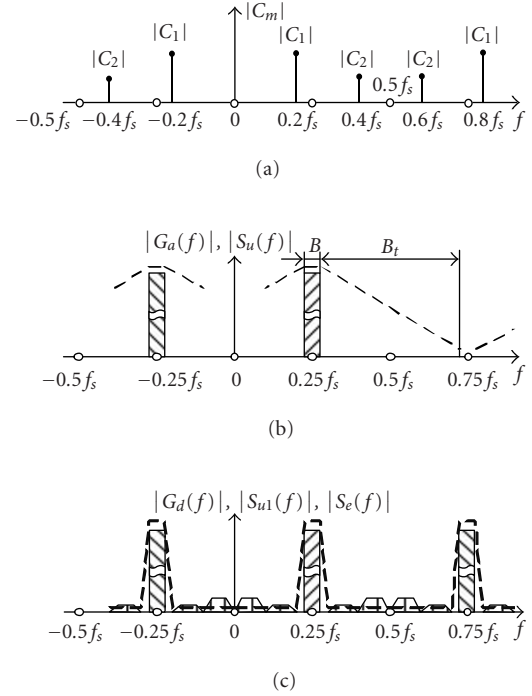 |C_m|
|C_2| |C_1| |C_1| |C_2| |C_2| |C_1|
0.5f_s
−0.5f_s −0.4f_s −0.2f_s 0 0.2f_s 0.4f_s 0.6f_s 0.8f_s f
(a)
|G_a(f)|, |S_u(f)| B B_t
−0.5f_s −0.25f_s 0 0.25f_s 0.5f_s 0.75f_s f
(b)
|G_d(f)|, |S_{u1}(f)|, |S_e(f)|
−0.5f_s −0.25f_s 0 0.25f_s 0.5f_s 0.75f_s f
(c)